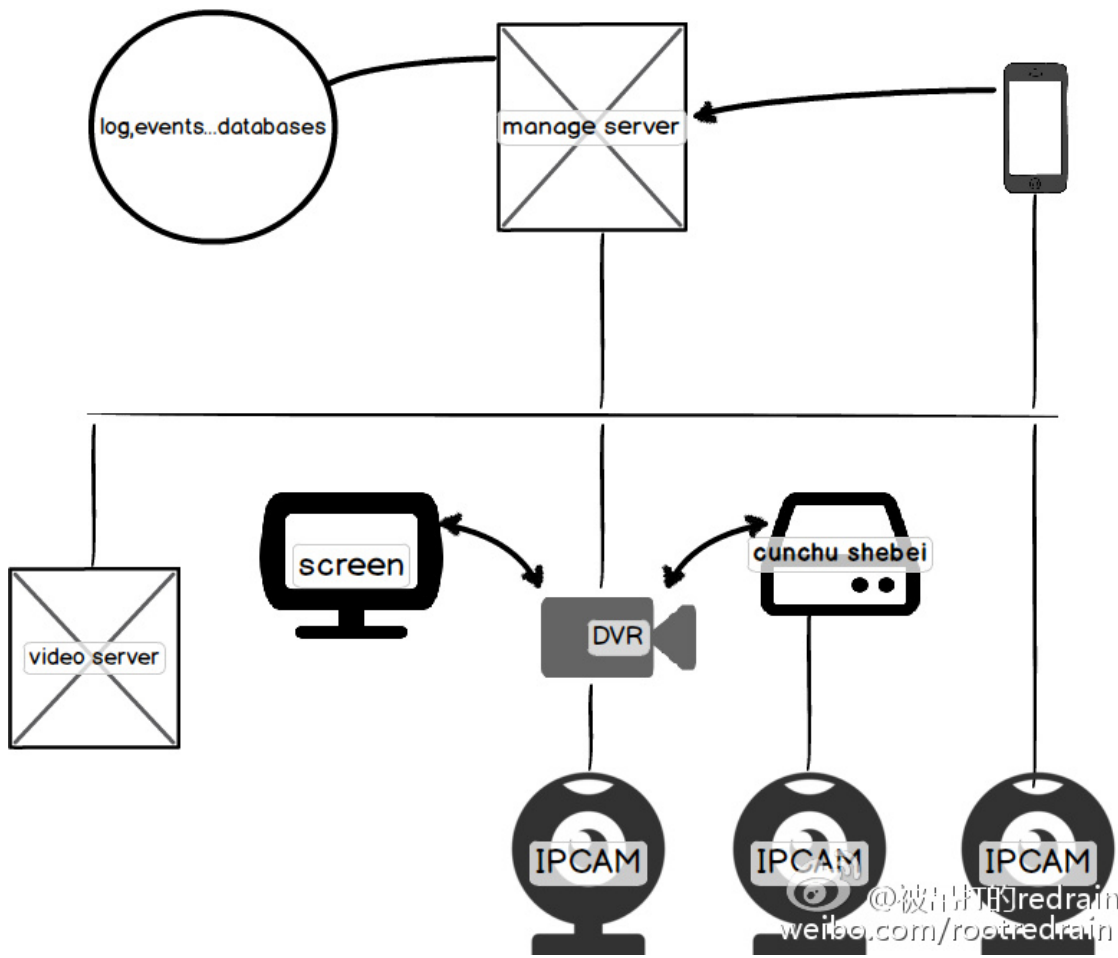 log,events...databases
manage server
screen
cunchu shebei
DVR
video server
IPCAM
IPCAM
IPCAM
redrain
weibo.com/rootredrain